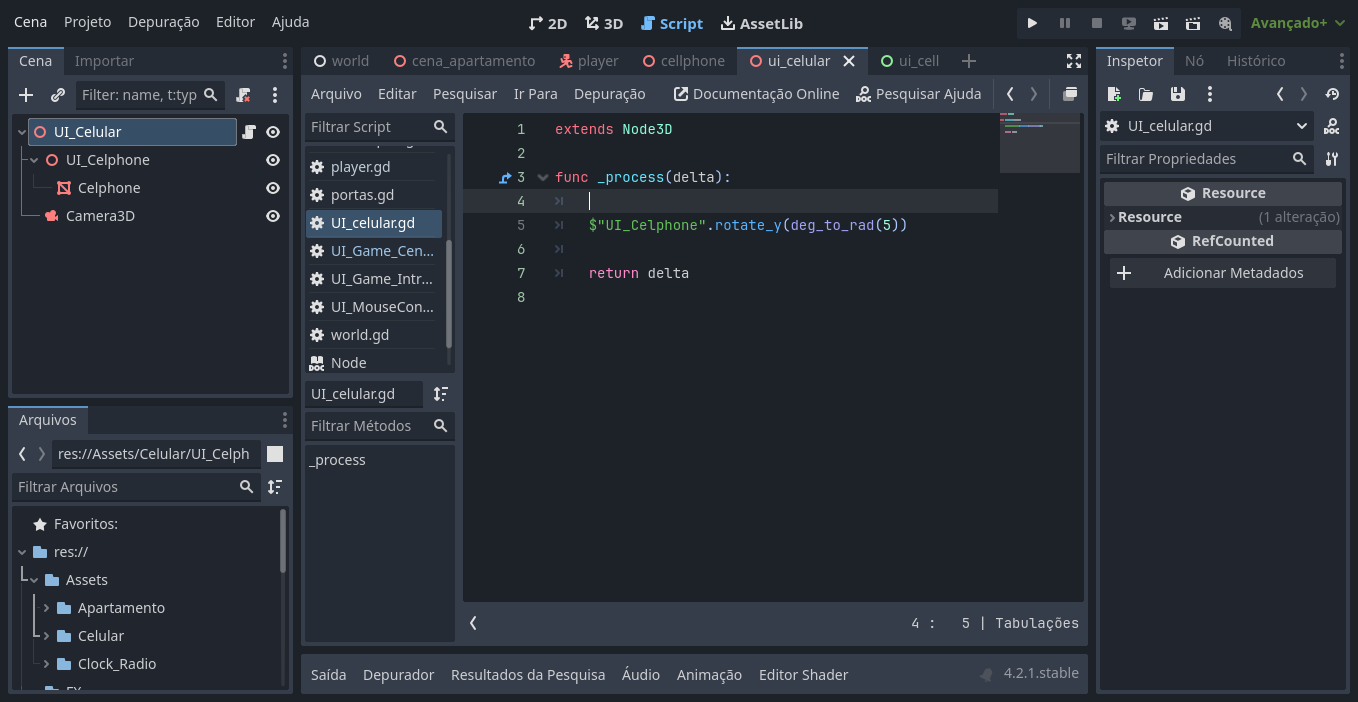 Cena Projeto Depuração Editor Ajuda
2D 3D Script AssetLib
Avançado+
Cena Importar
Filter: name, t:typ
UI_Celular
UI_Celphone
Celphone
Camera3D
Arquivos
res://Assets/Celular/UI_Celph
Filtrar Arquivos
Favoritos:
res://
Assets
Apartamento
Celular
Clock_Radio
world cena_apartamento player cellphone ui_celular ui_cell
Arquivo Editar Pesquisar Ir Para Depuração Documentação Online DOC Pesquisar Ajuda
Filtrar Script
player.gd
portas.gd
UI_celular.gd
UI_Game_Cen...
UI_Game_Intr...
UI_MouseCon...
world.gd
DOC Node
UI_celular.gd
Filtrar Métodos
_process
1 extends Node3D
2
3 func _process(delta):
4
5 $"UI_Celphone".rotate_y(deg_to_rad(5))
6
7 return delta
8
4 : 5 | Tabulações
Saída Depurador Resultados da Pesquisa Áudio Animação Editor Shader 4.2.1.stable
Inspetor Nó Histórico
UI_celular.gd DOC
Filtrar Propriedades
Resource
Resource (1 alteração)
RefCounted
Adicionar Metadados